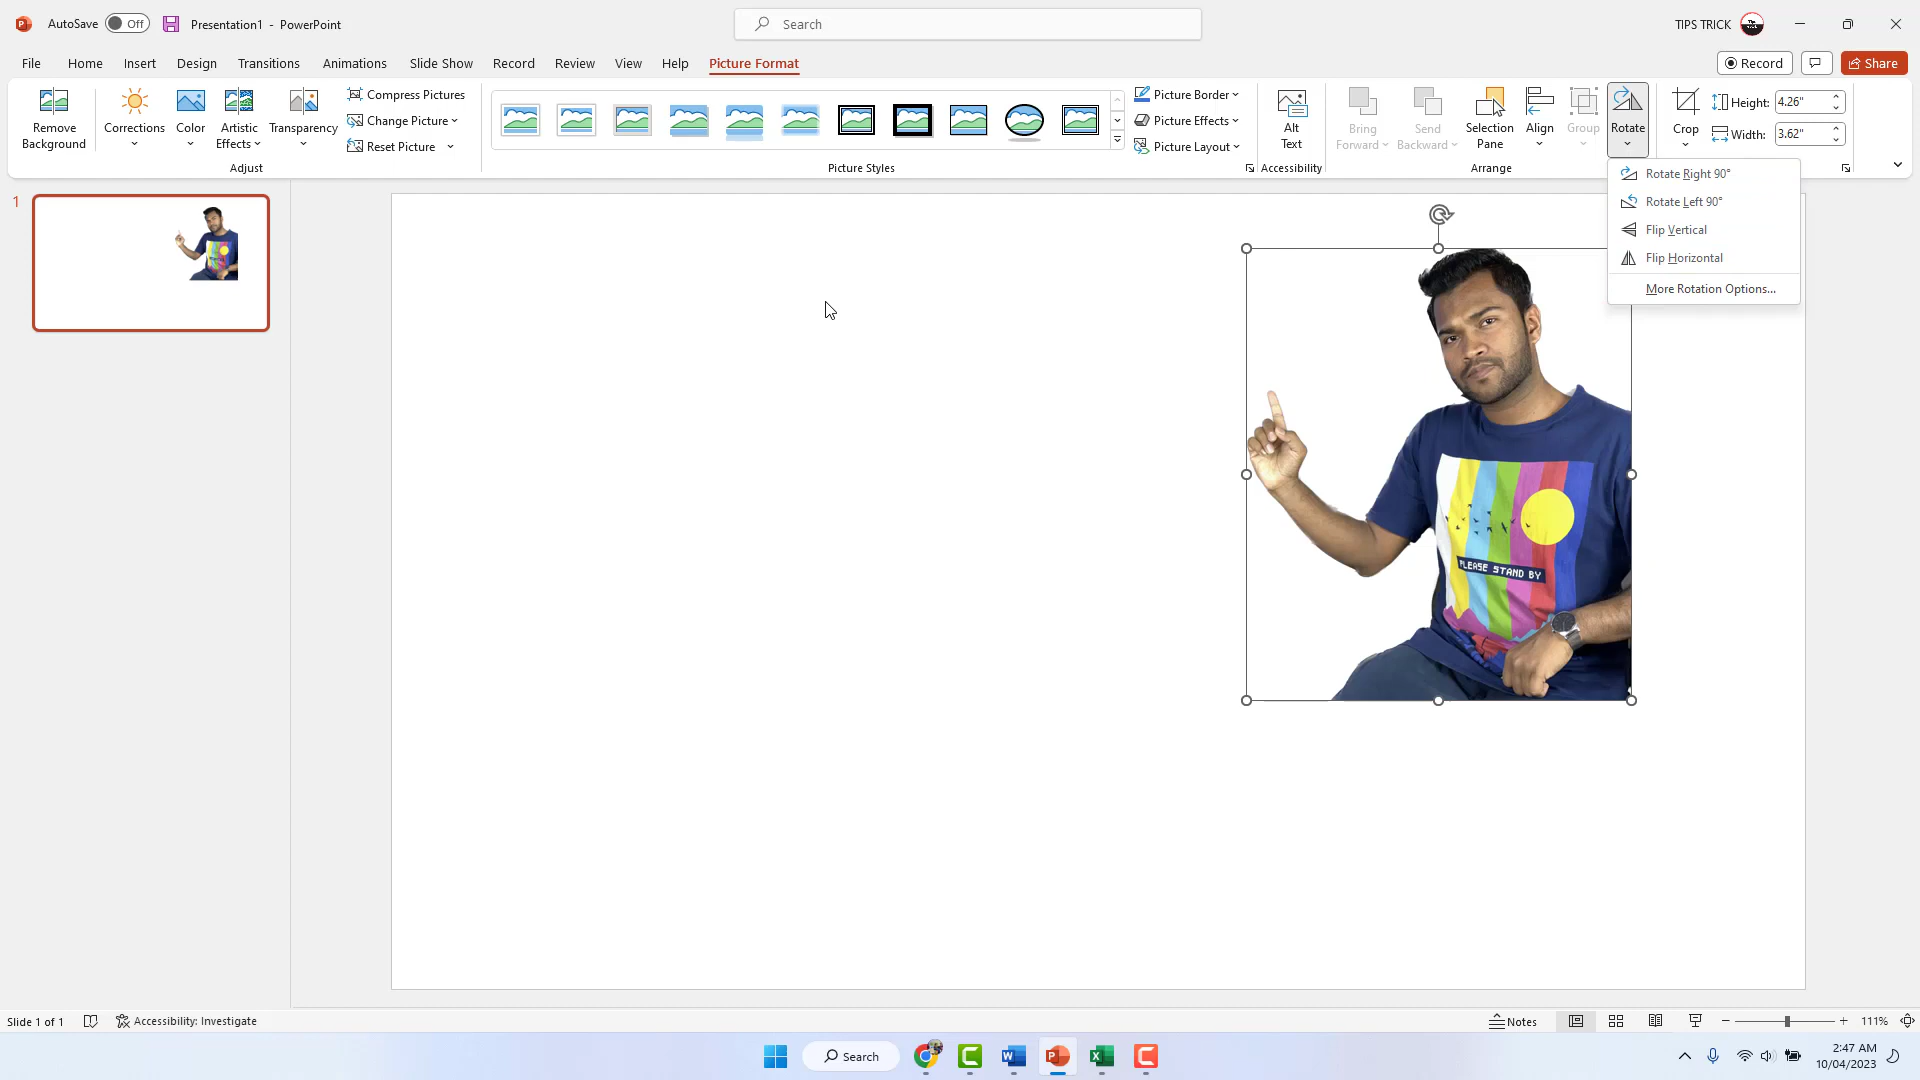 AutoSave Off Presentation1 - PowerPoint Search TIPS TRICK
File Home Insert Design Transitions Animations Slide Show Record Review View Help Picture Format Record Share
Remove Background
Corrections
Color
Artistic Effects
Transparency
Compress Pictures
Change Picture
Reset Picture
Adjust
Picture Styles
Picture Border
Picture Effects
Picture Layout
Alt Text
Accessibility
Bring Forward
Send Backward
Selection Pane
Align
Group
Rotate
Arrange
Crop
Height: 4.26"
Width: 3.62"
Rotate Right 90°
Rotate Left 90°
Flip Vertical
Flip Horizontal
More Rotation Options...
1
PLEASE STAND BY
Slide 1 of 1 Accessibility: Investigate Notes 111%
Search
2:47 AM
10/04/2023